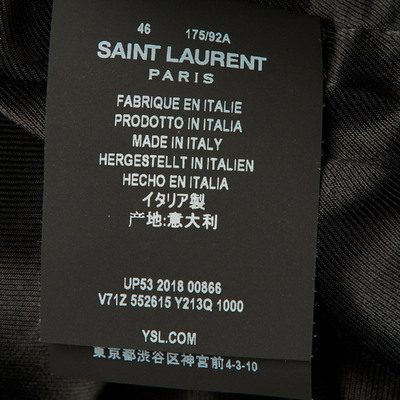 46 175/92A
SAINT LAURENT
PARIS
FABRIQUE EN ITALIE
PRODOTTO IN ITALIA
MADE IN ITALY
HERGESTELLT IN ITALIEN
HECHO EN ITALIA
イタリア製
产地:意大利
UP53 2018 00866
V71Z 552615 Y213Q 1000
YSL.COM
東京都渋谷区神宮前4-3-10